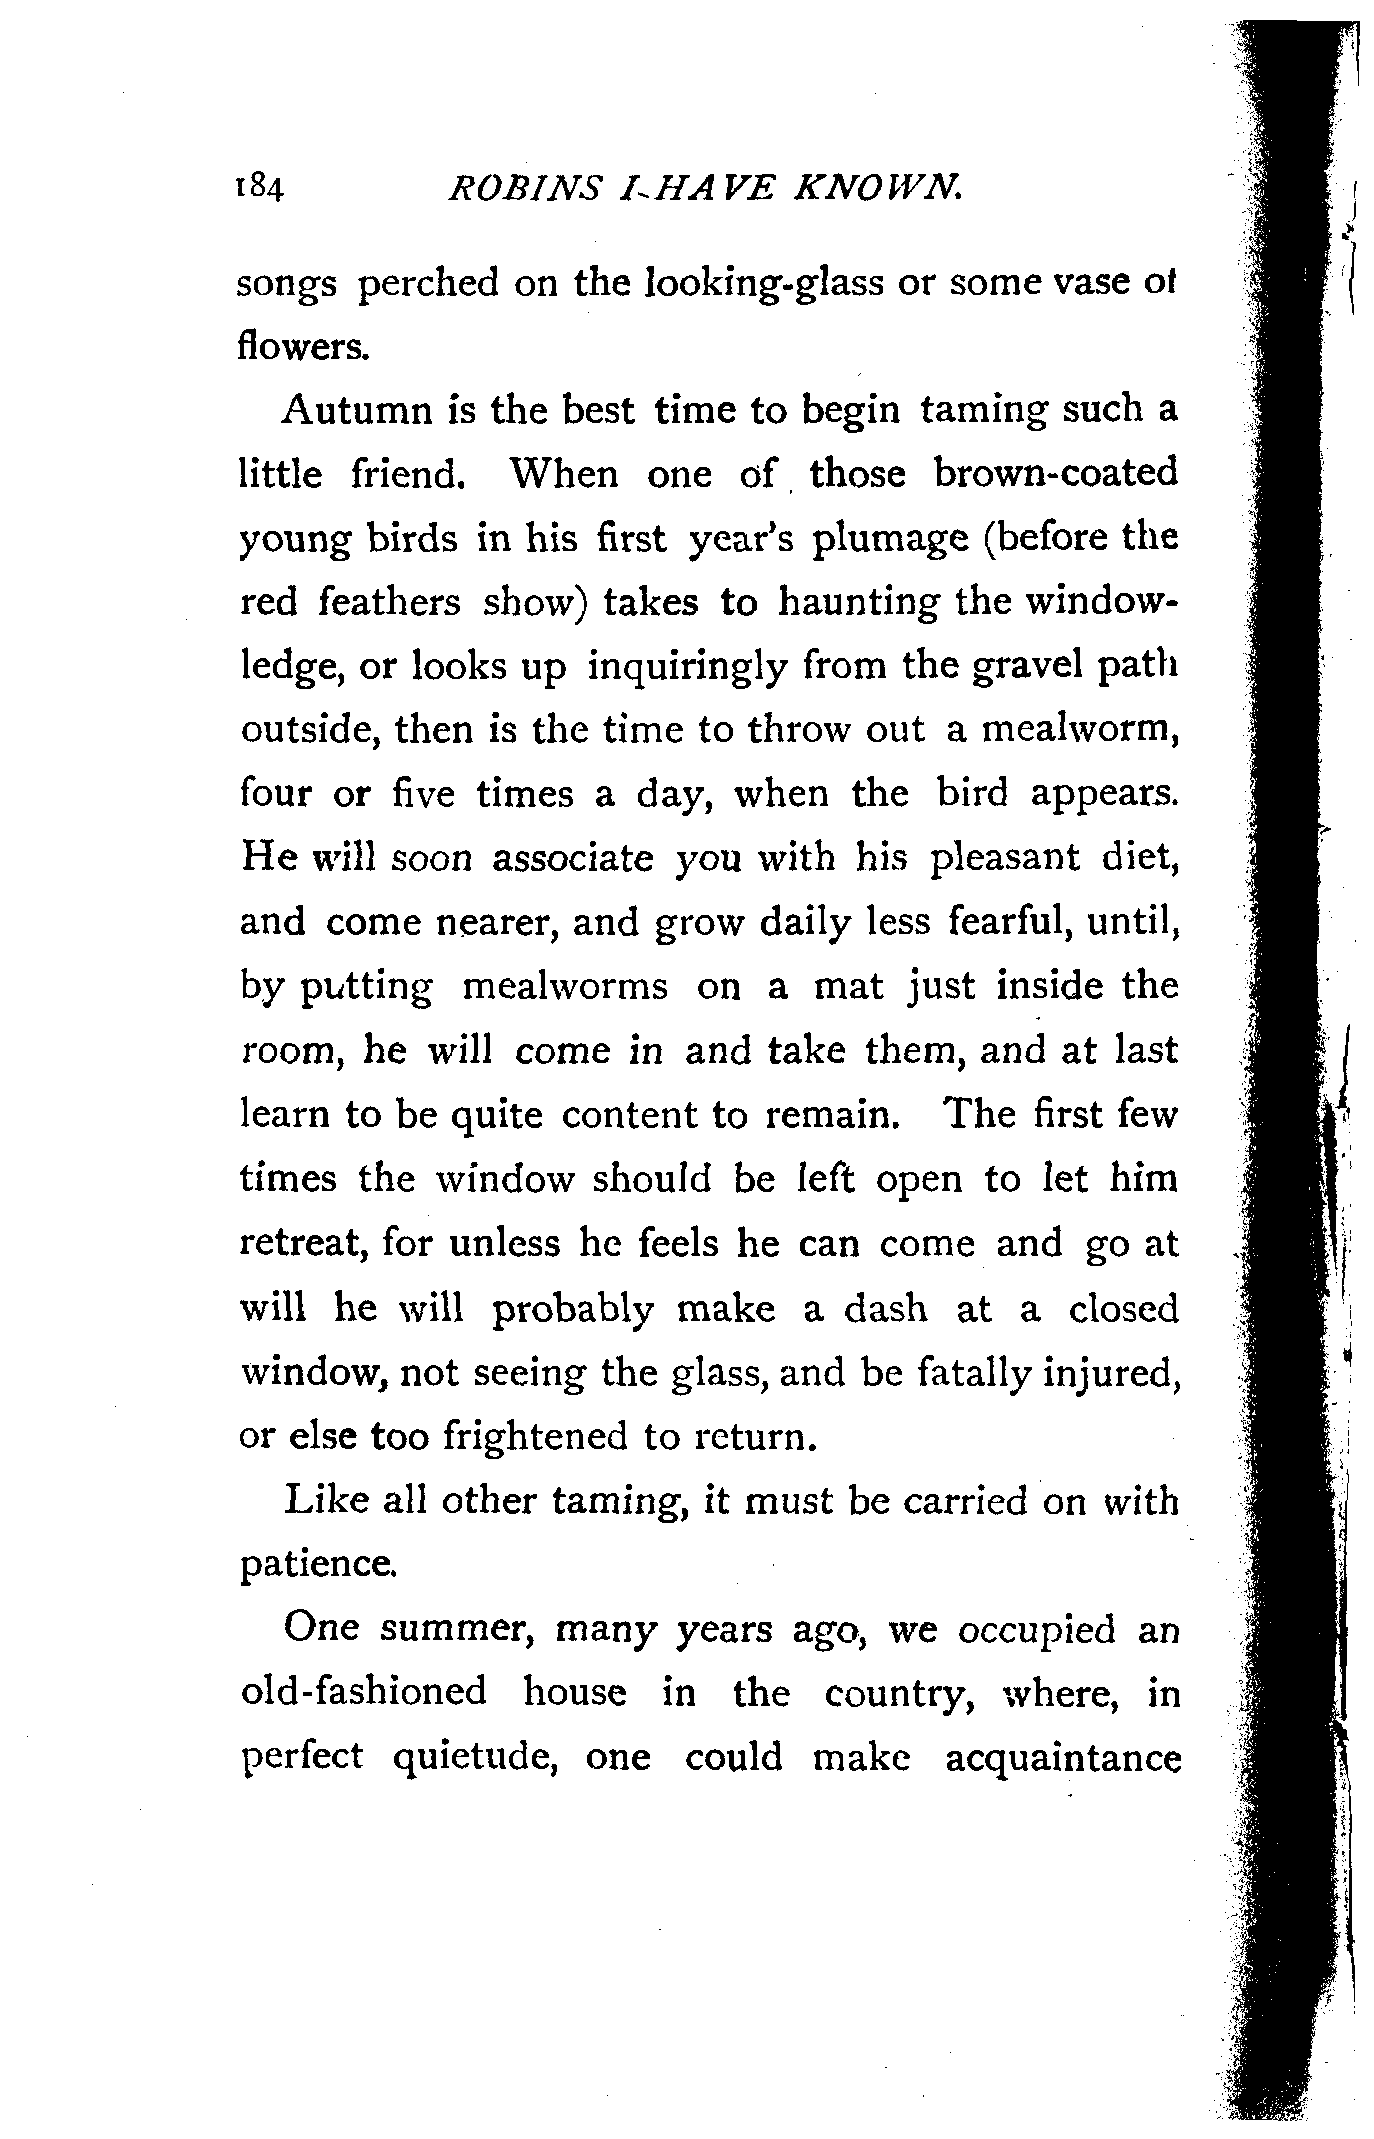 184 ROBINS I HAVE KNOWN.
songs perched on the looking-glass or some vase of
flowers.
Autumn is the best time to begin taming such a
little friend. When one of those brown-coated
young birds in his first year's plumage (before the
red feathers show) takes to haunting the window-
ledge, or looks up inquiringly from the gravel path
outside, then is the time to throw out a mealworm,
four or five times a day, when the bird appears.
He will soon associate you with his pleasant diet,
and come nearer, and grow daily less fearful, until,
by putting mealworms on a mat just inside the
room, he will come in and take them, and at last
learn to be quite content to remain. The first few
times the window should be left open to let him
retreat, for unless he feels he can come and go at
will he will probably make a dash at a closed
window, not seeing the glass, and be fatally injured,
or else too frightened to return.
Like all other taming, it must be carried on with
patience.
One summer, many years ago, we occupied an
old-fashioned house in the country, where, in
perfect quietude, one could make acquaintance